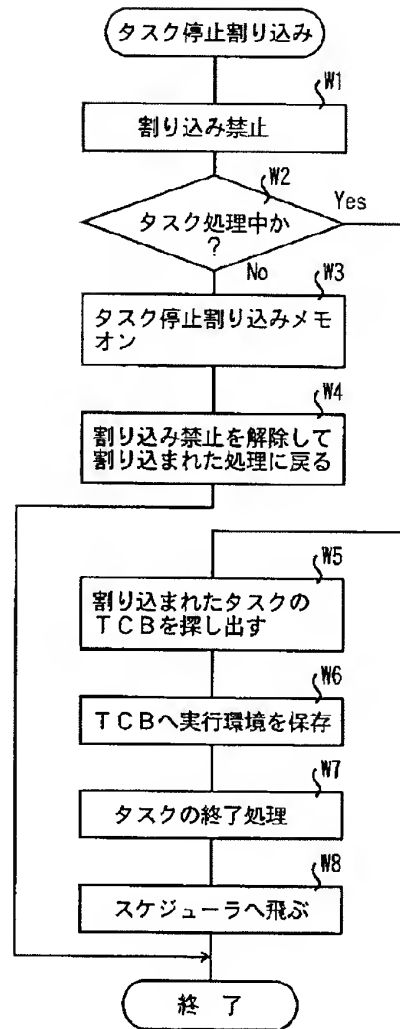 タスク停止割り込み
W1
割り込み禁止
W2
Yes
タスク処理中か
?
No
W3
タスク停止割り込みメモ
オン
W4
割り込み禁止を解除して
割り込まれた処理に戻る
W5
割り込まれたタスクの
TCBを探し出す
W6
TCBへ実行環境を保存
W7
タスクの終了処理
W8
スケジューラへ飛ぶ
終 了